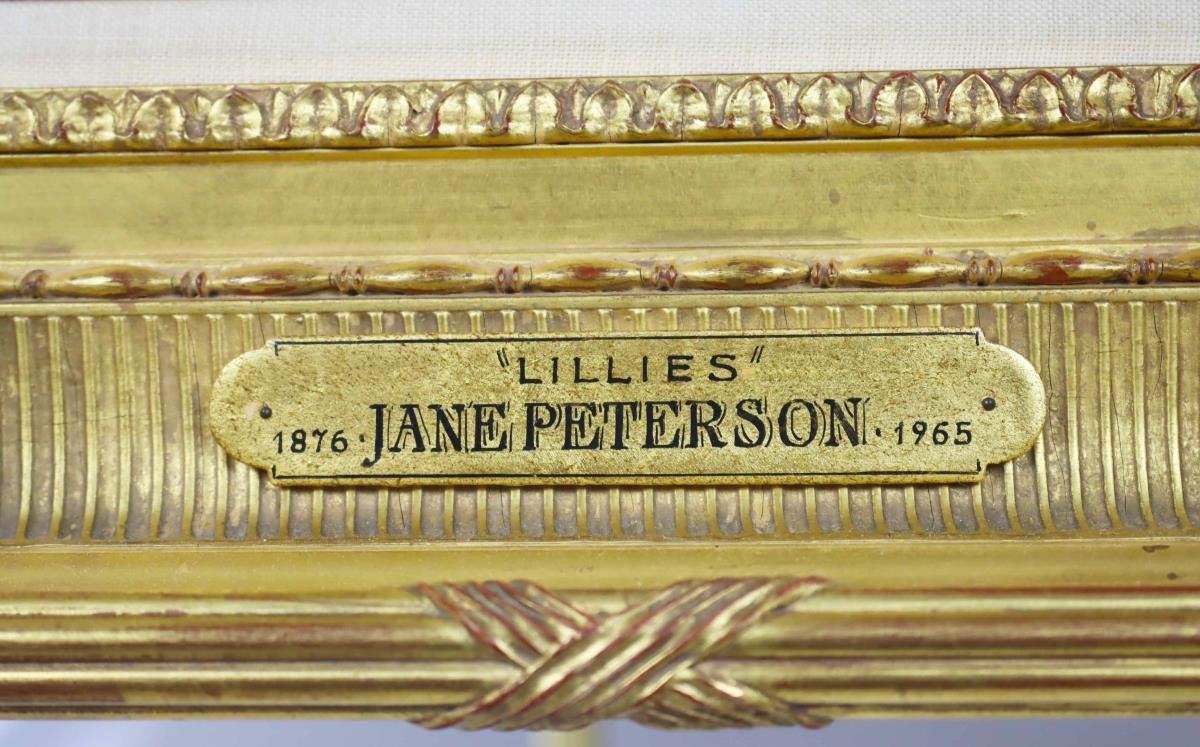 "LILLIES"
1876 · JANE PETERSON · 1965